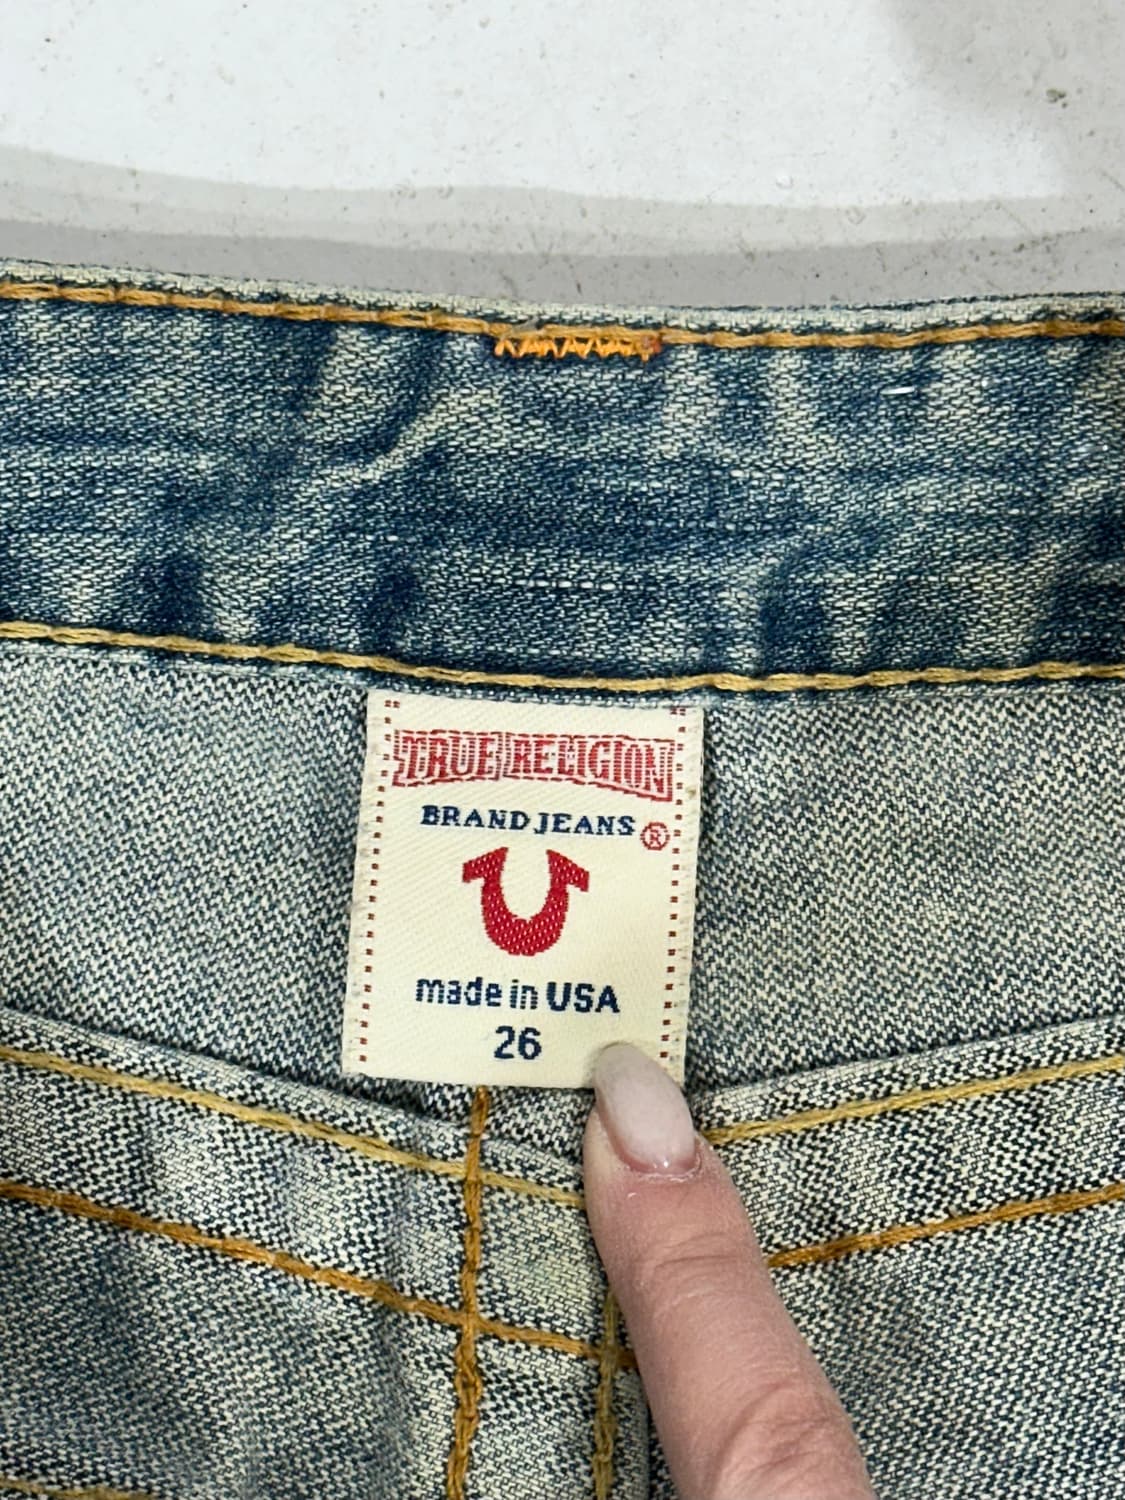 TRUE RELIGION
BRAND JEANS ®
made in USA
26